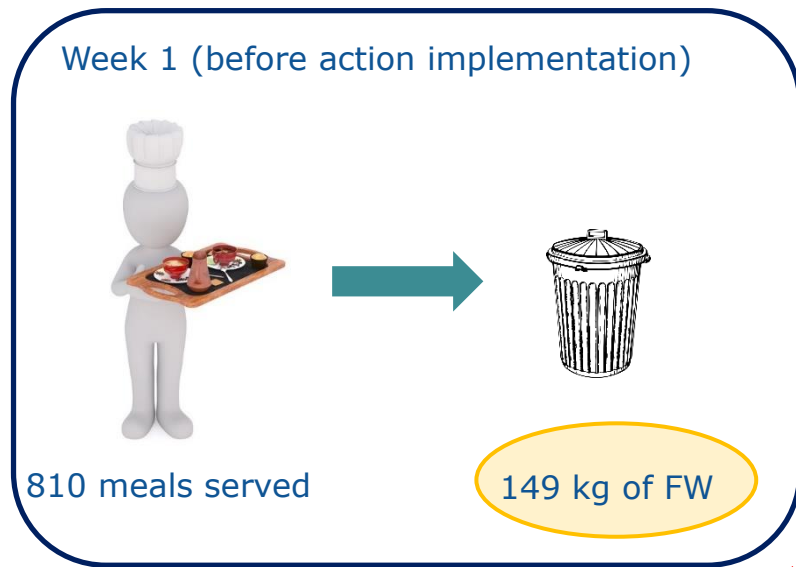 Week 1 (before action implementation)
810 meals served
149 kg of FW